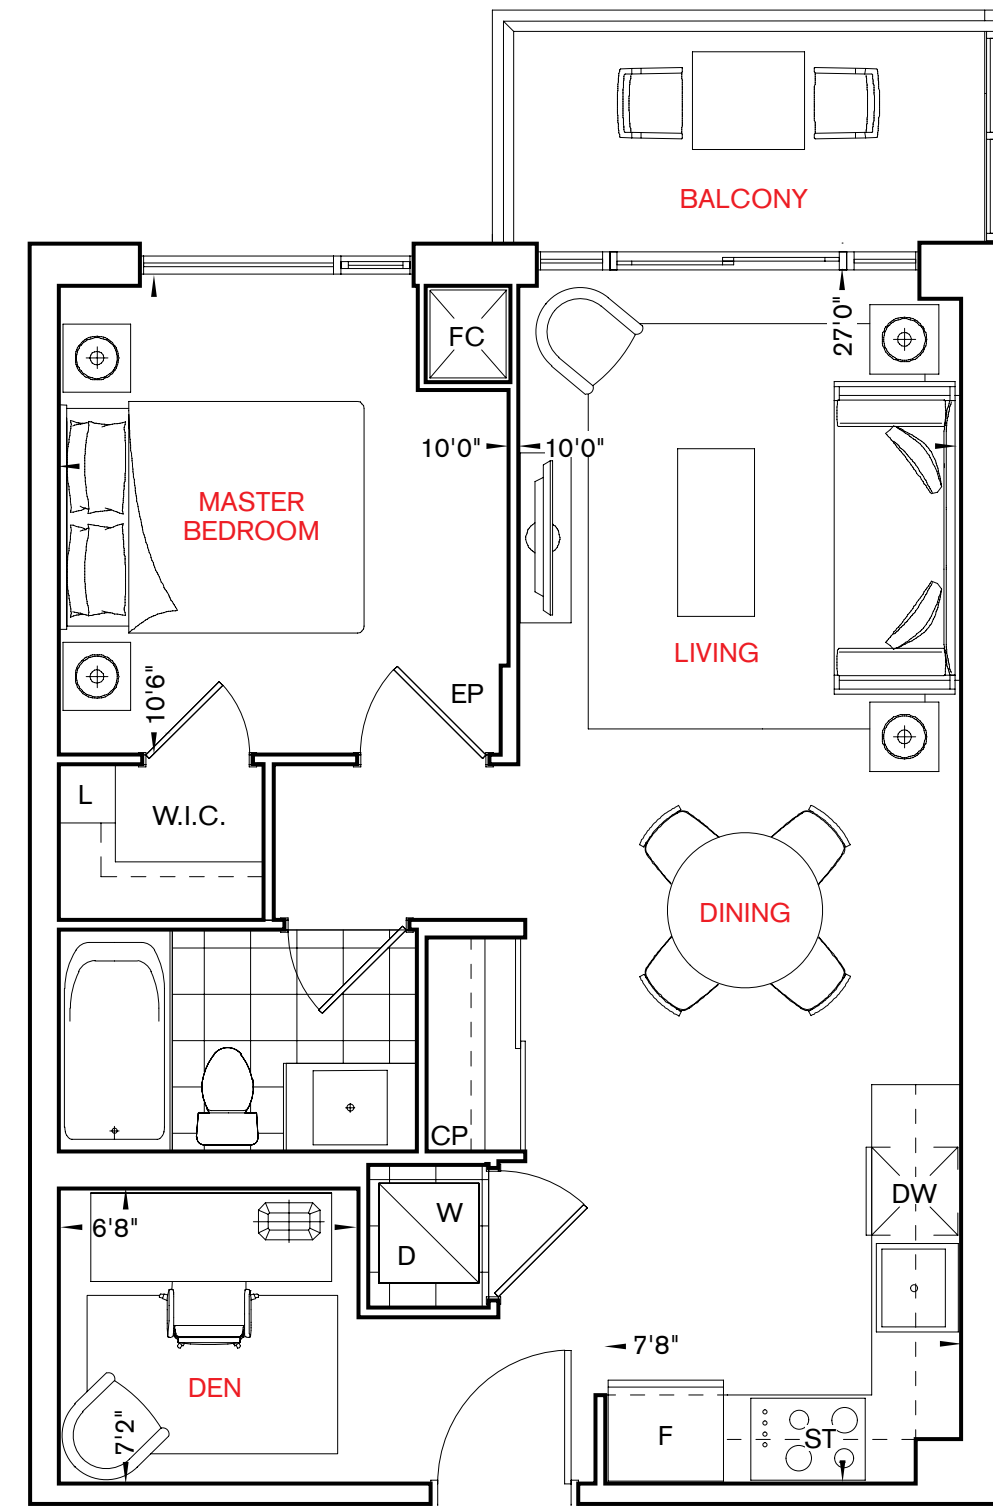 BALCONY
FC
27'0"
10'0"
10'0"
MASTER
BEDROOM
LIVING
10'6"
EP
L
W.I.C.
DINING
CP
W
D
DW
6'8"
7'8"
DEN
7'2"
F
ST